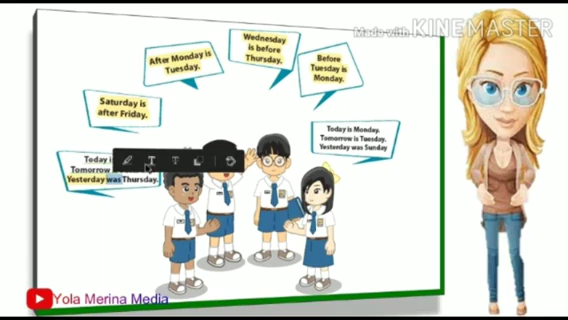 Made with KINEMASTER
Wednesday
is before
Thursday.
After Monday is
Tuesday.
Before
Tuesday is
Monday.
Saturday is
after Friday.
Today is Monday.
Tomorrow is Tuesday.
Yesterday was Sunday
Today
Tomorrow
Yesterday was Thursday.
Yola Merina Media